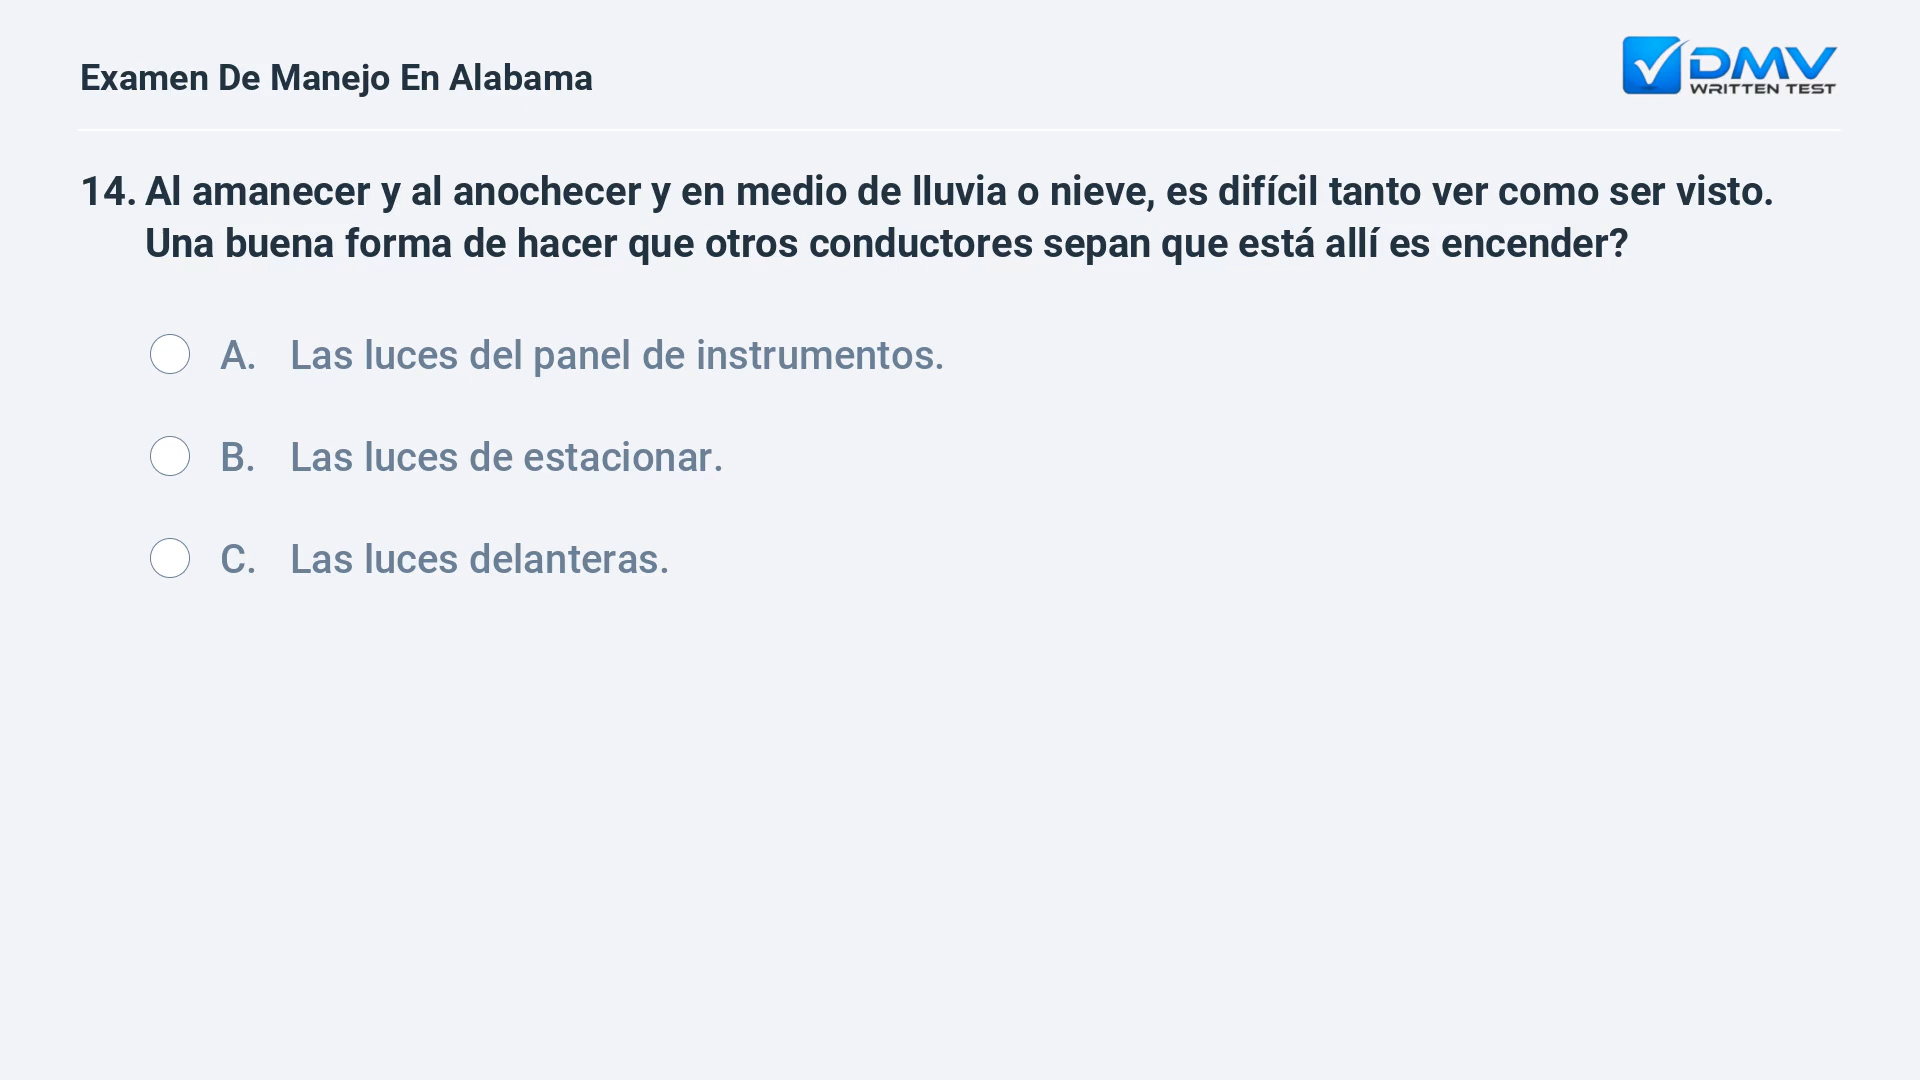 Examen De Manejo En Alabama
DMV
WRITTEN TEST
14. Al amanecer y al anochecer y en medio de lluvia o nieve, es difícil tanto ver como ser visto.
Una buena forma de hacer que otros conductores sepan que está allí es encender?
A. Las luces del panel de instrumentos.
B. Las luces de estacionar.
C. Las luces delanteras.